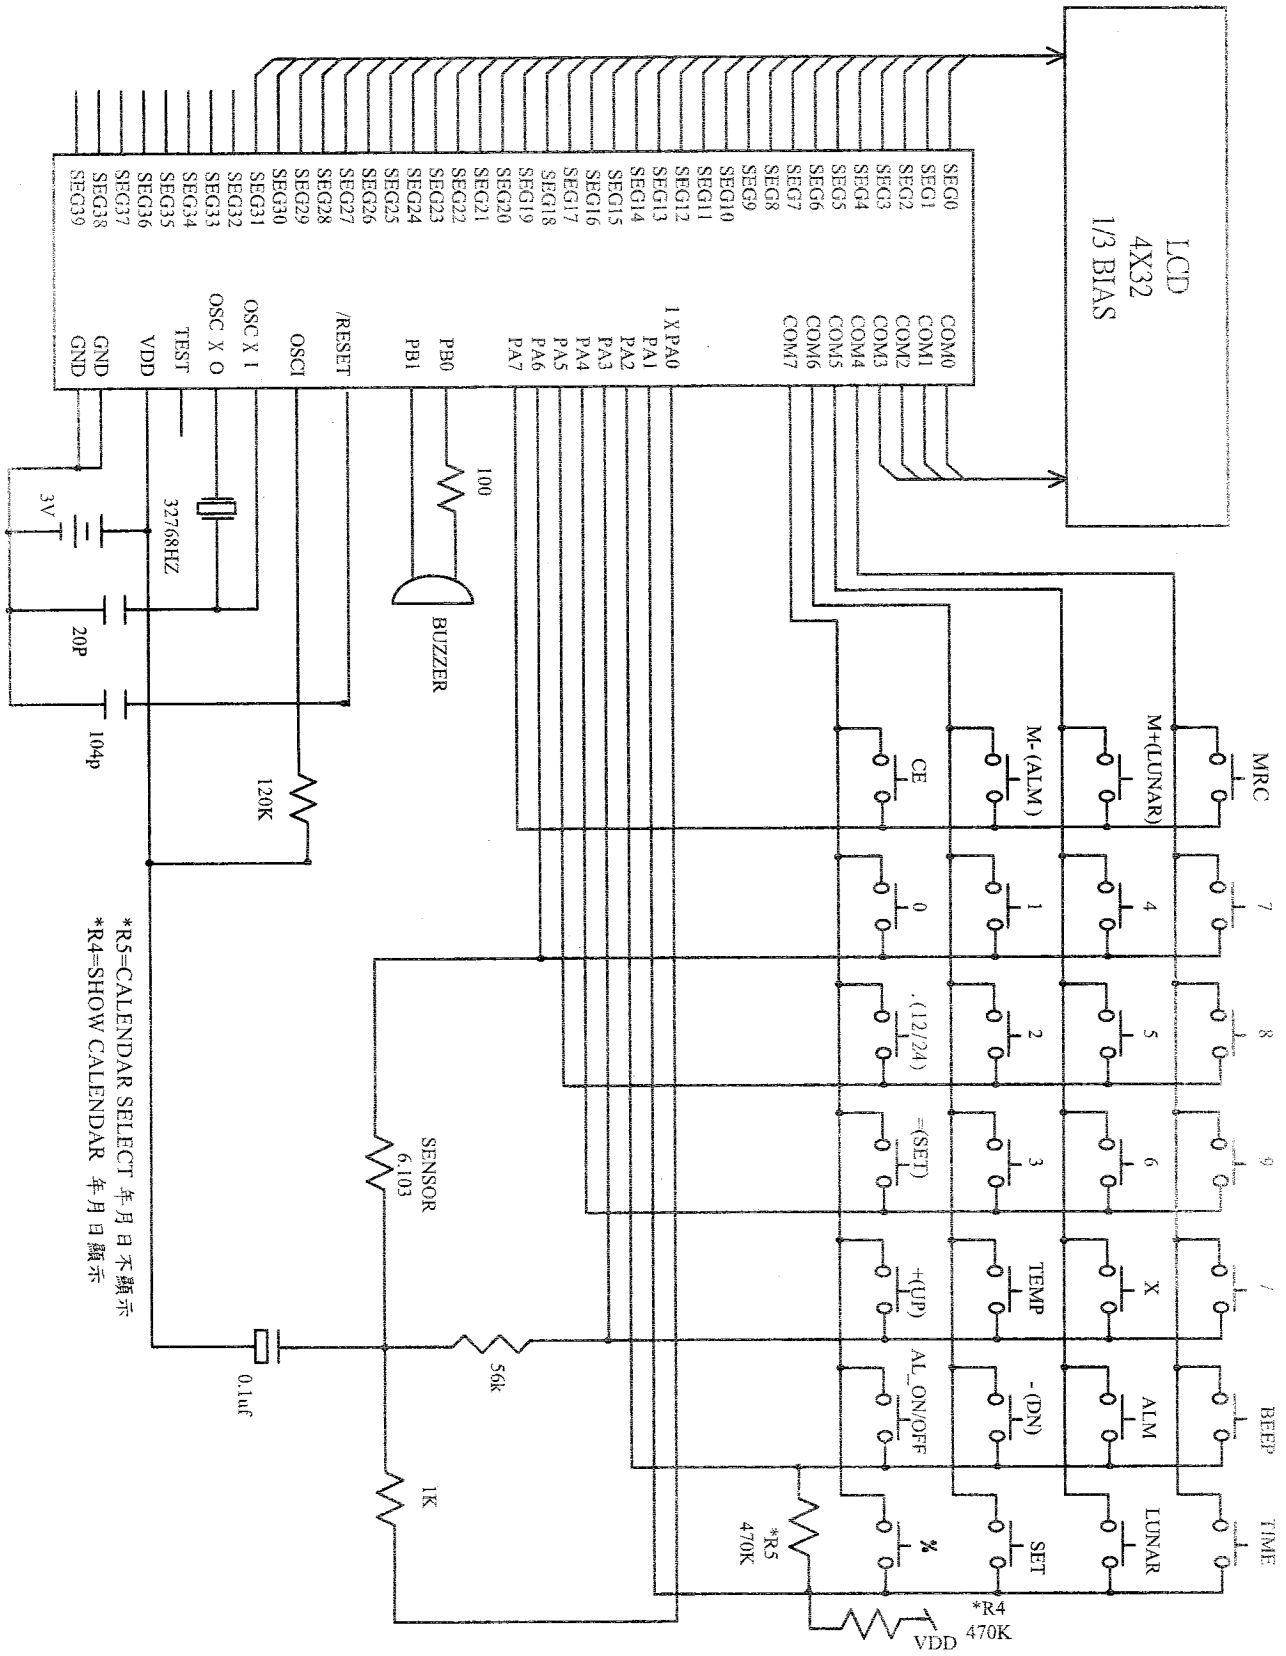 LCD
4X32
1/3 BIAS
SEG0
SEG1
SEG2
SEG3
SEG4
SEG5
SEG6
SEG7
SEG8
SEG9
SEG10
SEG11
SEG12
SEG13
SEG14
SEG15
SEG16
SEG17
SEG18
SEG19
SEG20
SEG21
SEG22
SEG23
SEG24
SEG25
SEG26
SEG27
SEG28
SEG29
SEG30
SEG31
SEG32
SEG33
SEG34
SEG35
SEG36
SEG37
SEG38
SEG39
COM0
COM1
COM2
COM3
COM4
COM5
COM6
COM7
1 X PA0
PA1
PA2
PA3
PA4
PA5
PA6
PA7
PB0
PB1
/RESET
OSCI
OSC X I
OSC X O
TEST
VDD
GND
GND
100
BUZZER
32768HZ
3V
20P
104p
120K
MRC
7
8
9
/
BEEP
TIME
M+(LUNAR)
4
5
6
X
ALM
LUNAR
M-(ALM )
1
2
3
TEMP
- (DN)
SET
CE
0
. (12/24)
=(SET)
+(UP)
AL_ON/OFF
%
*R4
470K
VDD
*R5
470K
SENSOR
6.103
56k
1K
0.1uf
*R5=CALENDAR SELECT 年月日不顯示
*R4=SHOW CALENDAR 年月日顯示